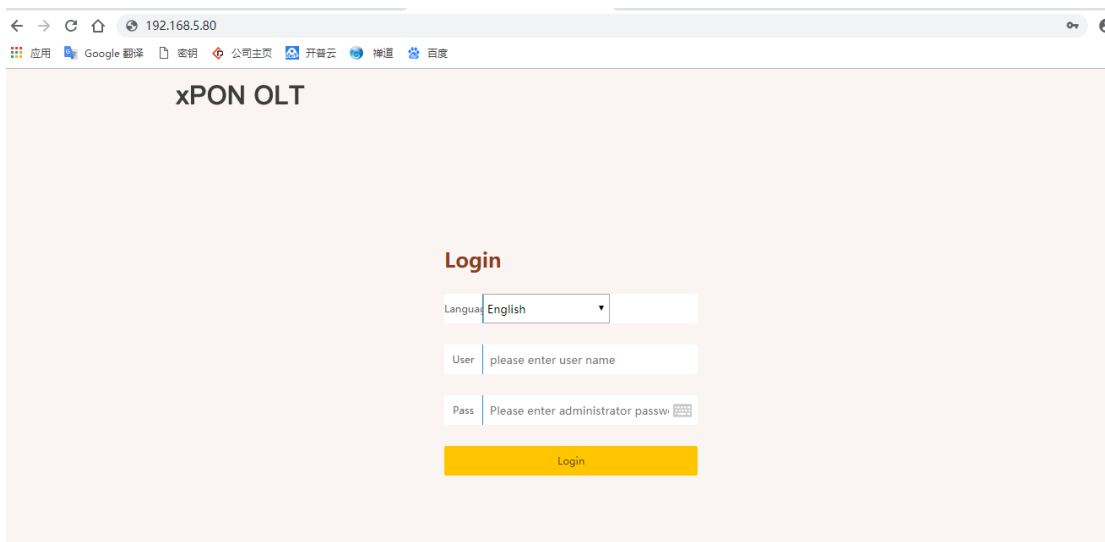 192.168.5.80
应用 Google 翻译 密钥 公司主页 开普云 禅道 百度
xPON OLT
Login
Languag English
User please enter user name
Pass Please enter administrator passw
Login